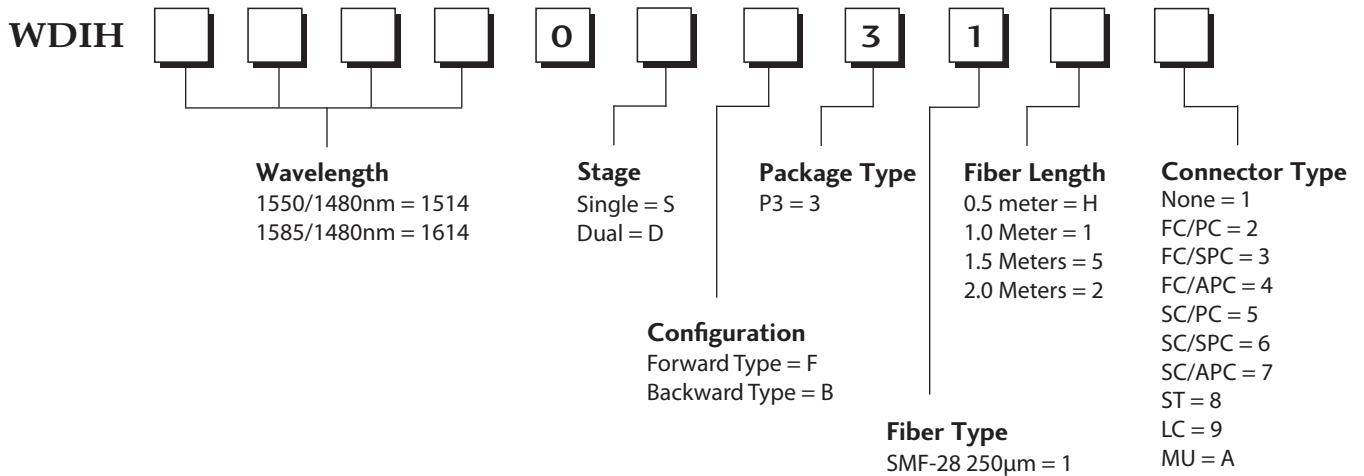 WDIH 0 3 1
Wavelength
1550/1480nm = 1514
1585/1480nm = 1614
Stage
Single = S
Dual = D
Configuration
Forward Type = F
Backward Type = B
Package Type
P3 = 3
Fiber Type
SMF-28 250µm = 1
Fiber Length
0.5 meter = H
1.0 Meter = 1
1.5 Meters = 5
2.0 Meters = 2
Connector Type
None = 1
FC/PC = 2
FC/SPC = 3
FC/APC = 4
SC/PC = 5
SC/SPC = 6
SC/APC = 7
ST = 8
LC = 9
MU = A